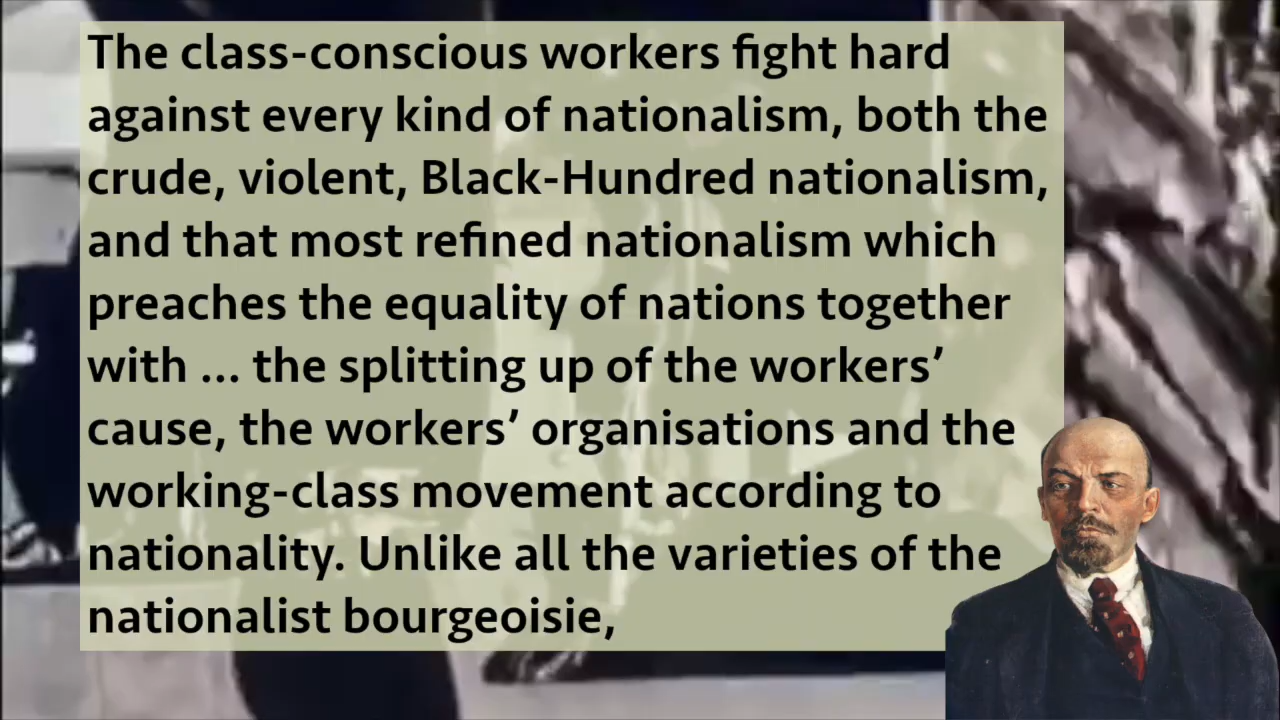 The class-conscious workers fight hard
against every kind of nationalism, both the
crude, violent, Black-Hundred nationalism,
and that most refined nationalism which
preaches the equality of nations together
with ... the splitting up of the workers’
cause, the workers’ organisations and the
working-class movement according to
nationality. Unlike all the varieties of the
nationalist bourgeoisie,